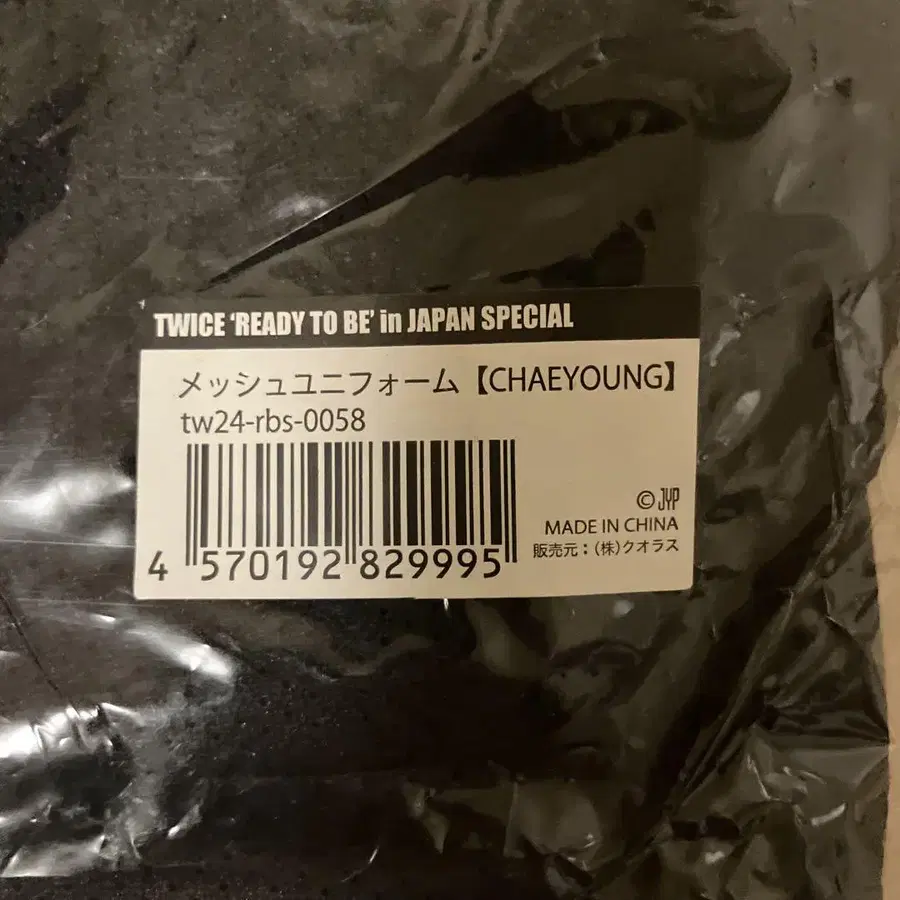 TWICE ‘READY TO BE’ in JAPAN SPECIAL
メッシュユニフォーム【CHAEYOUNG】
tw24-rbs-0058
4 570192 829995
© JYP
MADE IN CHINA
販売元：（株）クオラス